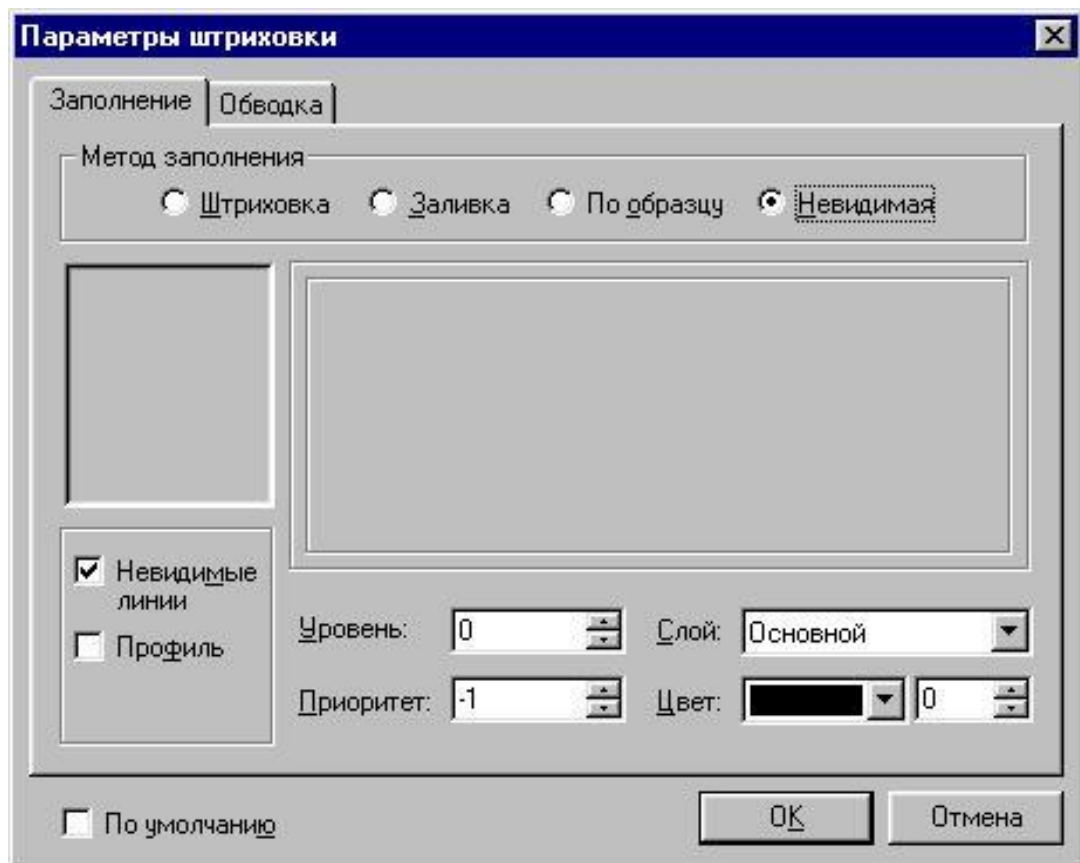 Параметры штриховки
Заполнение Обводка
Метод заполнения
Штриховка Заливка По образцу Невидимая
Невидимые
линии
Профиль
Уровень: 0 Слой: Основной
Приоритет: -1 Цвет: 0
По умолчанию OK Отмена